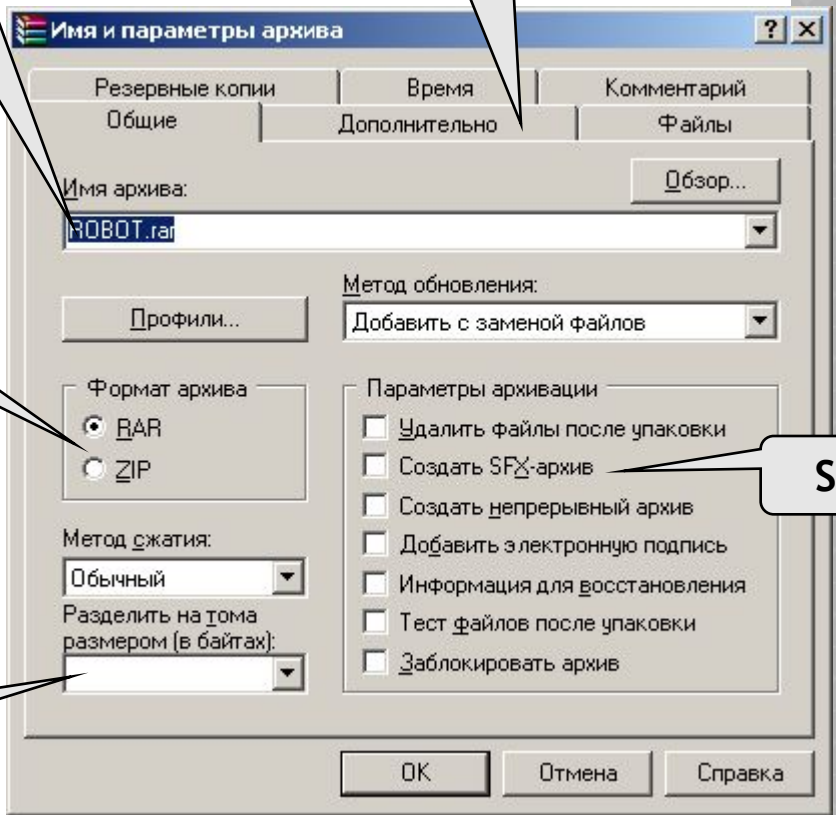 Имя и параметры архива
Резервные копии Время Комментарий
Общие Дополнительно Файлы
Имя архива:
Обзор...
ROBOT.rar
Метод обновления:
Профили...
Добавить с заменой файлов
Формат архива
RAR
ZIP
Параметры архивации
Удалить файлы после упаковки
Создать SFX-архив
S
Создать непрерывный архив
Добавить электронную подпись
Информация для восстановления
Тест файлов после упаковки
Заблокировать архив
Метод сжатия:
Обычный
Разделить на тома
размером (в байтах):
OK Отмена Справка